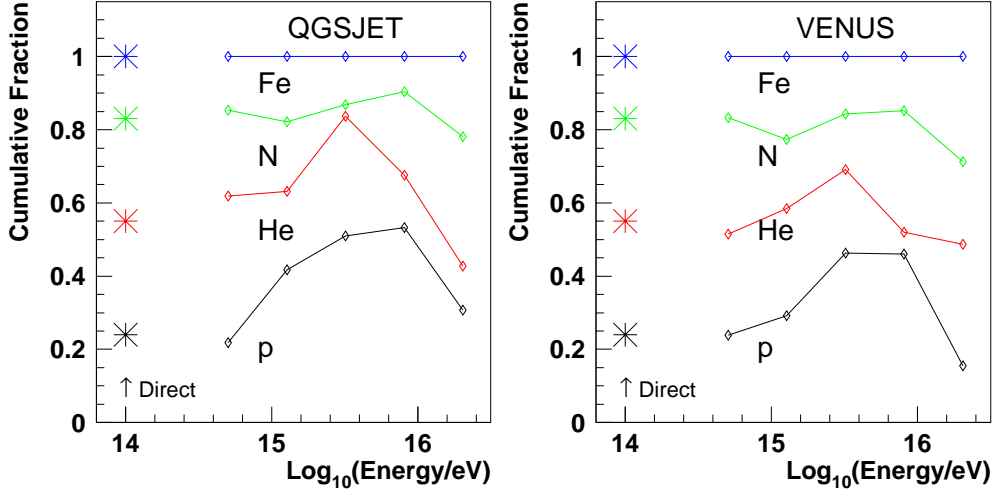 QGSJET
Cumulative Fraction
1
0.8
0.6
0.4
0.2
0
Fe
N
He
p
↑ Direct
14
15
16
Log10(Energy/eV)
VENUS
Cumulative Fraction
1
0.8
0.6
0.4
0.2
0
Fe
N
He
p
↑ Direct
14
15
16
Log10(Energy/eV)